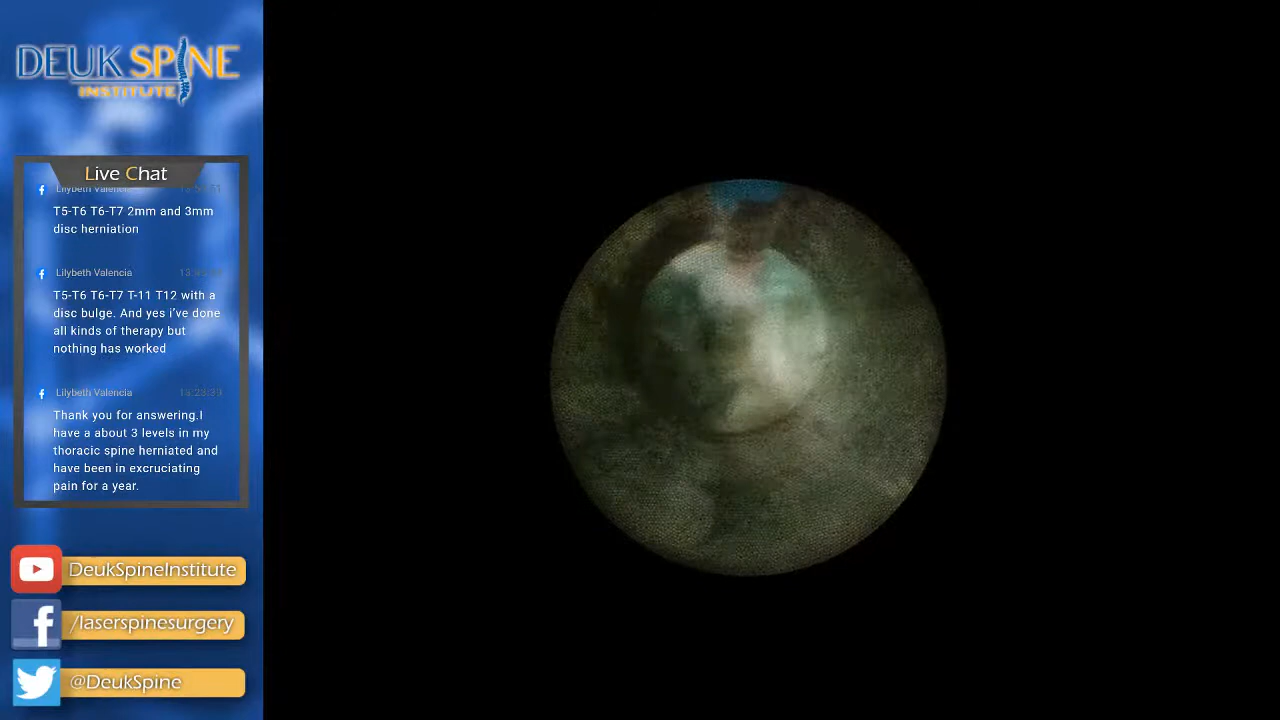 DEUK SPINE
INSTITUTE
Live Chat
Lilybeth
T5-T6 T6-T7 2mm and 3mm
disc herniation
Lilybeth Valencia
T5-T6 T6-T7 T-11 T12 with a
disc bulge. And yes i've done
all kinds of therapy but
nothing has worked
Lilybeth Valencia
Thank you for answering.I
have a about 3 levels in my
thoracic spine herniated and
have been in excruciating
pain for a year.
DeukSpineInstitute
/laserspinesurgery
@DeukSpine